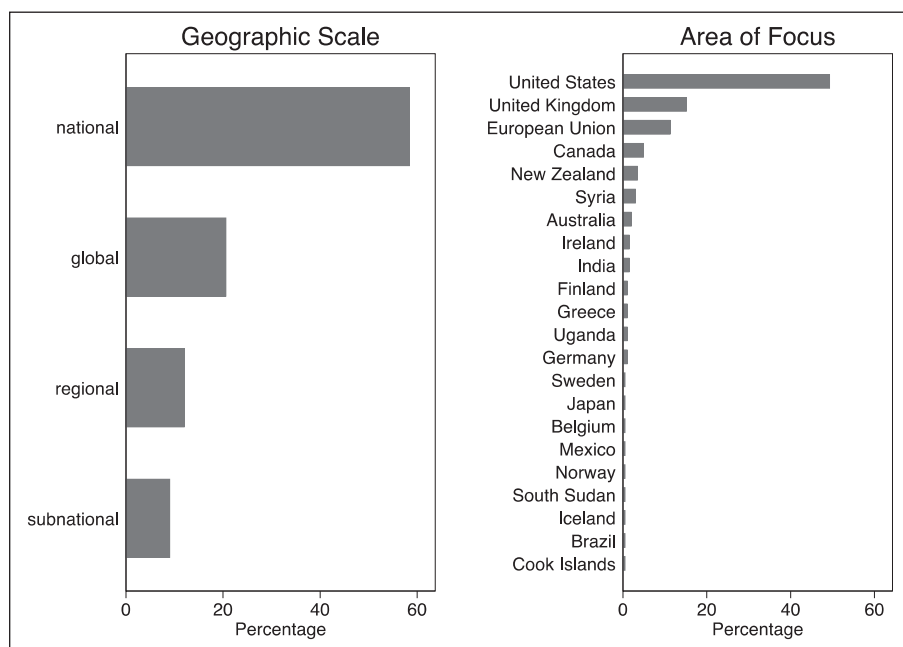 Geographic Scale
national
global
regional
subnational
0 20 40 60
Percentage
Area of Focus
United States
United Kingdom
European Union
Canada
New Zealand
Syria
Australia
Ireland
India
Finland
Greece
Uganda
Germany
Sweden
Japan
Belgium
Mexico
Norway
South Sudan
Iceland
Brazil
Cook Islands
0 20 40 60
Percentage